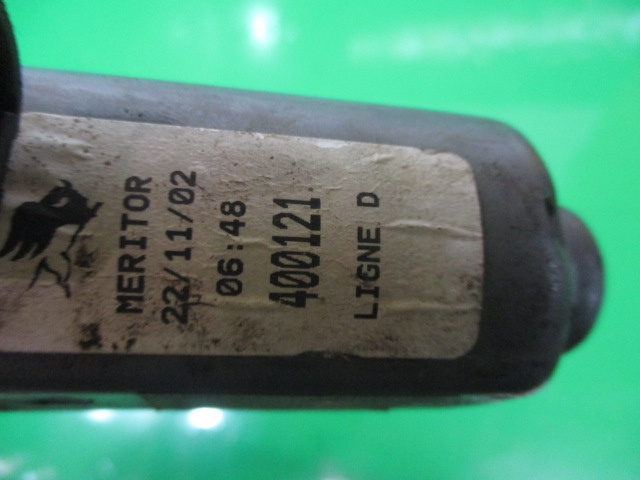 MERITOR
22/11/02
06:48
400121
LIGNE D